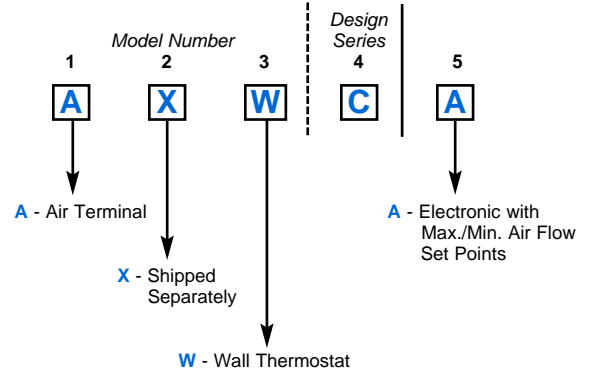 Model Number
Design
Series
1 2 3 4 5
A X W C A
A - Air Terminal
A - Electronic with
Max./Min. Air Flow
Set Points
X - Shipped
Separately
W - Wall Thermostat